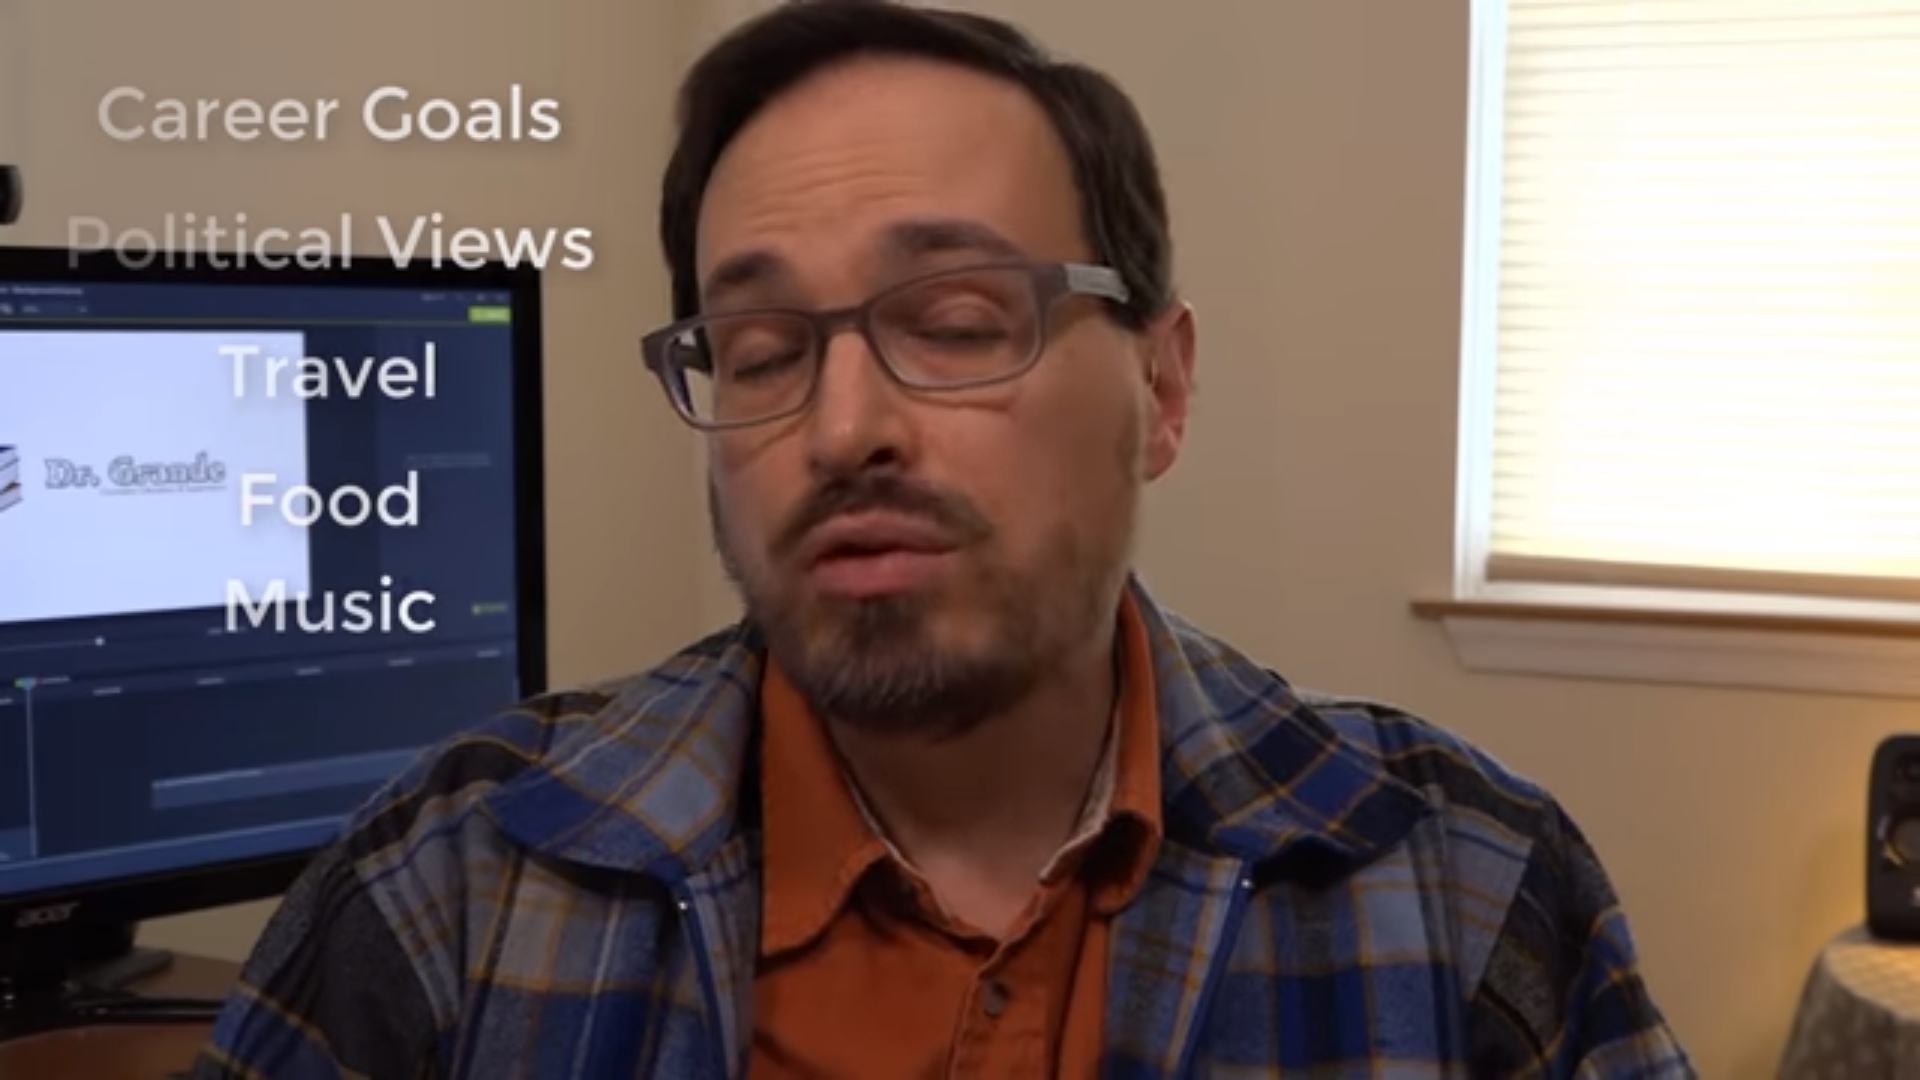 Career Goals
Political Views
Travel
Dr. Grande
Food
Music
acer